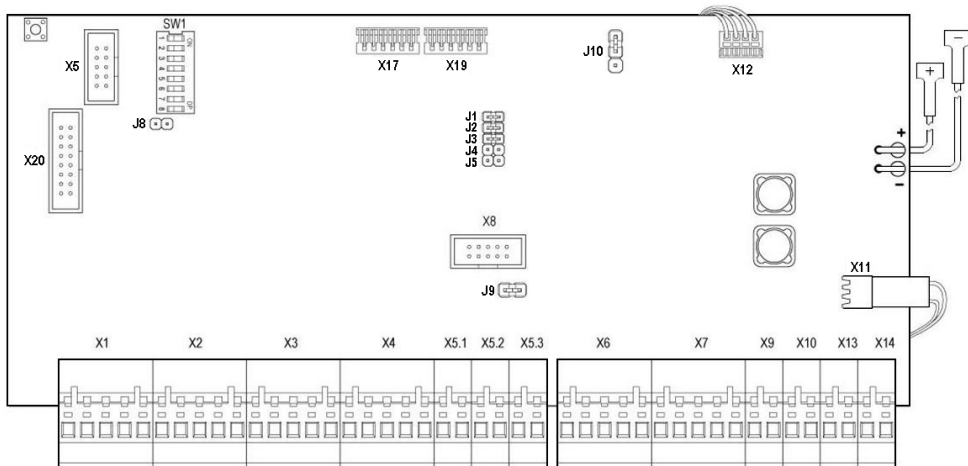 SW1
ON
1
2
3
4
5
6
7
8
X5
X17
X19
J10
X12
−
+
J8
X20
J1
J2
J3
J4
J5
+
−
X8
X11
J9
X1 X2 X3 X4 X5.1 X5.2 X5.3 X6 X7 X9 X10 X13 X14